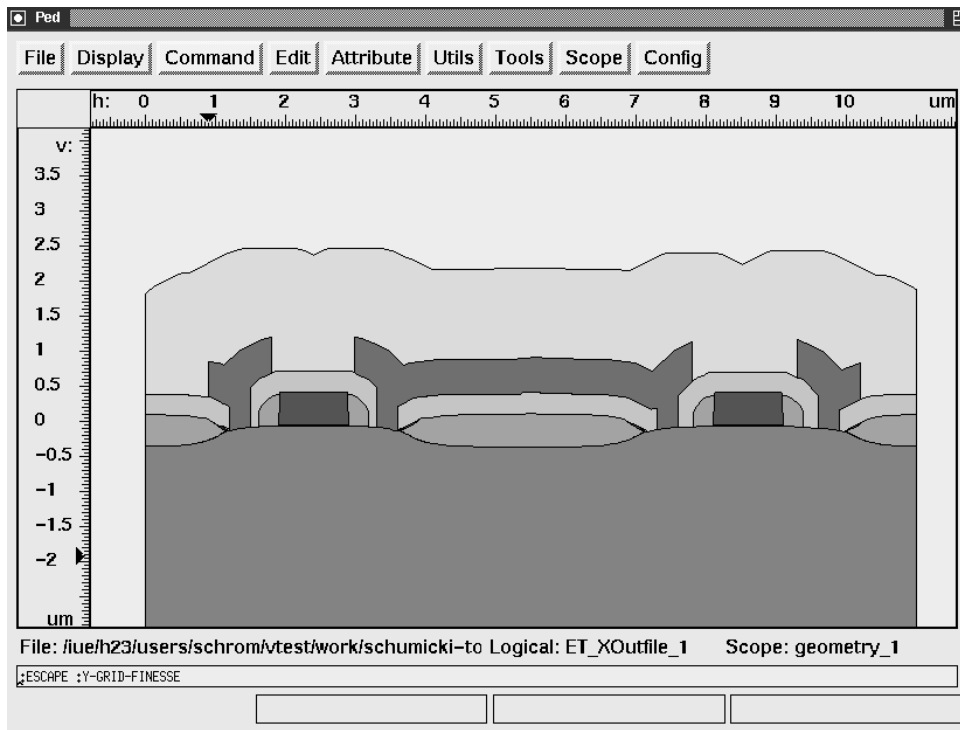 Ped
File Display Command Edit Attribute Utils Tools Scope Config
h: 0 1 2 3 4 5 6 7 8 9 10 um
v:
3.5
3
2.5
2
1.5
1
0.5
0
-0.5
-1
-1.5
-2
um
File: /iue/h23/users/schrom/vtest/work/schumicki-to Logical: ET_XOutfile_1 Scope: geometry_1
:ESCAPE :Y-GRID-FINESSE